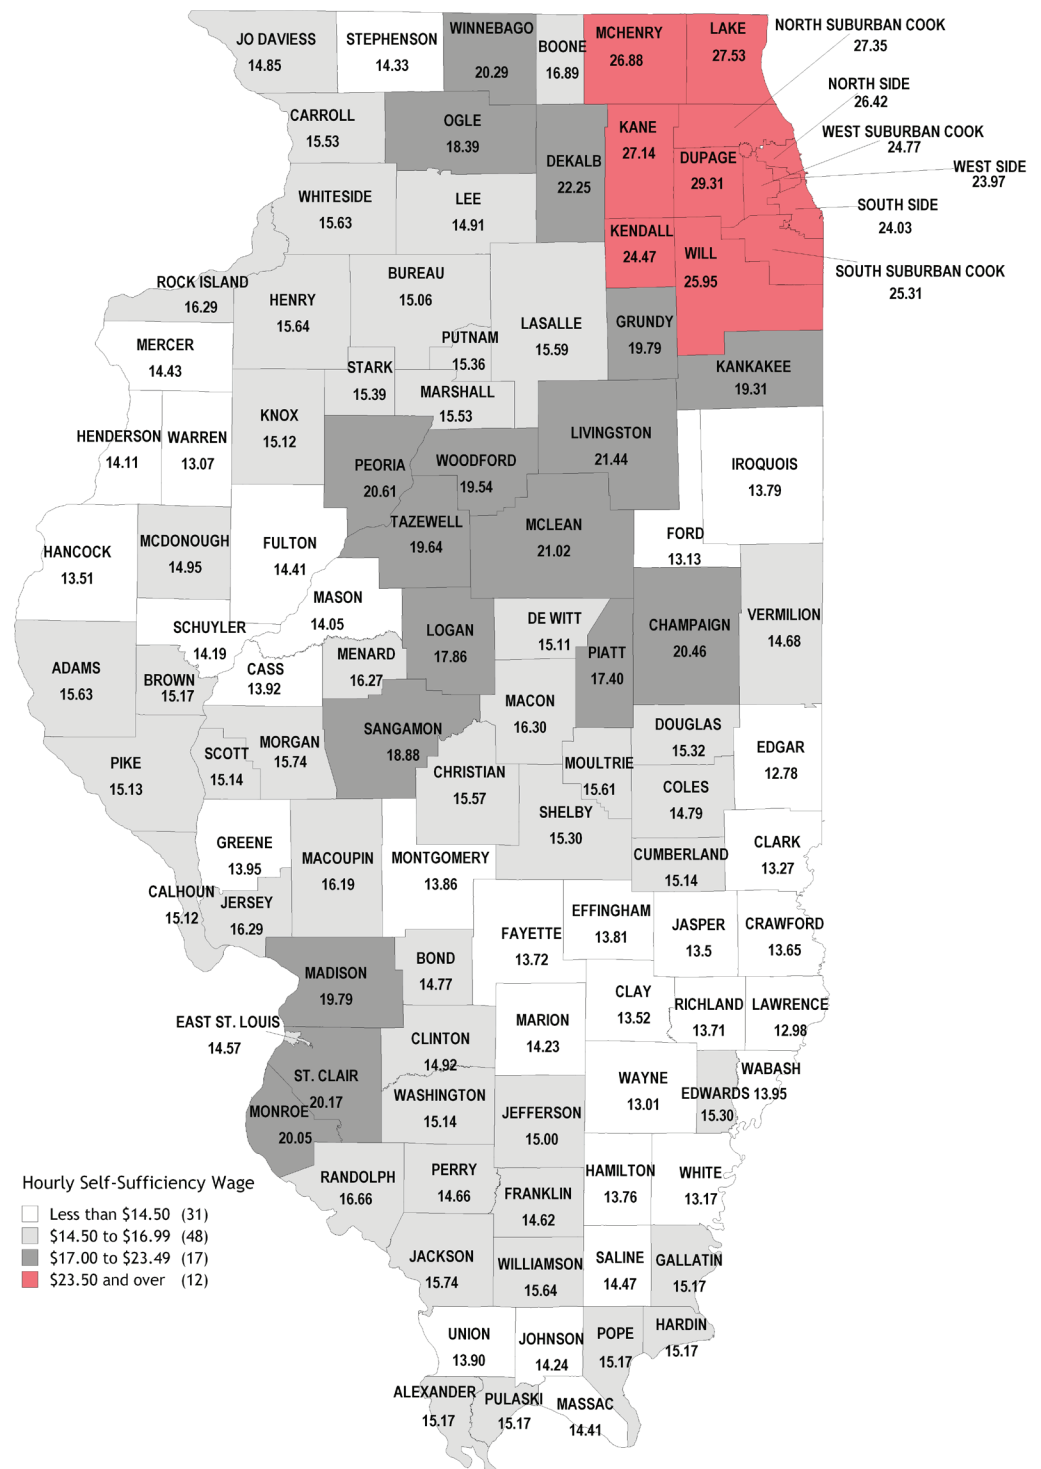 JO DAVIESS
14.85
STEPHENSON
14.33
WINNEBAGO
20.29
BOONE
16.89
MCHENRY
26.88
LAKE
27.53
NORTH SUBURBAN COOK
27.35
NORTH SIDE
26.42
WEST SUBURBAN COOK
24.77
WEST SIDE
23.97
SOUTH SIDE
24.03
SOUTH SUBURBAN COOK
25.31
CARROLL
15.53
OGLE
18.39
DEKALB
22.25
KANE
27.14
DUPAGE
29.31
WHITESIDE
15.63
LEE
14.91
KENDALL
24.47
WILL
25.95
ROCK ISLAND
16.29
HENRY
15.64
BUREAU
15.06
PUTNAM
15.36
LASALLE
15.59
GRUNDY
19.79
KANKAKEE
19.31
MERCER
14.43
STARK
15.39
MARSHALL
15.53
KNOX
15.12
HENDERSON
14.11
WARREN
13.07
PEORIA
20.61
WOODFORD
19.54
LIVINGSTON
21.44
IROQUOIS
13.79
FORD
13.13
HANCOCK
13.51
MCDONOUGH
14.95
FULTON
14.41
TAZEWELL
19.64
MCLEAN
21.02
MASON
14.05
SCHUYLER
14.19
LOGAN
17.86
DE WITT
15.11
PIATT
17.40
CHAMPAIGN
20.46
VERMILION
14.68
ADAMS
15.63
BROWN
15.17
CASS
13.92
MENARD
16.27
MACON
16.30
SANGAMON
18.88
DOUGLAS
15.32
EDGAR
12.78
PIKE
15.13
SCOTT
15.14
MORGAN
15.74
CHRISTIAN
15.57
MOULTRIE
15.61
COLES
14.79
SHELBY
15.30
GREENE
13.95
MACOUPIN
16.19
MONTGOMERY
13.86
CUMBERLAND
15.14
CLARK
13.27
CALHOUN
15.12
JERSEY
16.29
FAYETTE
13.72
EFFINGHAM
13.81
JASPER
13.5
CRAWFORD
13.65
MADISON
19.79
BOND
14.77
CLAY
13.52
RICHLAND
13.71
LAWRENCE
12.98
EAST ST. LOUIS
14.57
MARION
14.23
CLINTON
14.92
ST. CLAIR
20.17
WASHINGTON
15.14
WAYNE
13.01
EDWARDS
15.30
WABASH
13.95
MONROE
20.05
JEFFERSON
15.00
RANDOLPH
16.66
PERRY
14.66
HAMILTON
13.76
WHITE
13.17
FRANKLIN
14.62
JACKSON
15.74
WILLIAMSON
15.64
SALINE
14.47
GALLATIN
15.17
UNION
13.90
JOHNSON
14.24
POPE
15.17
HARDIN
15.17
ALEXANDER
15.17
PULASKI
15.17
MASSAC
14.41
Hourly Self-Sufficiency Wage
Less than $14.50 (31)
$14.50 to $16.99 (48)
$17.00 to $23.49 (17)
$23.50 and over (12)